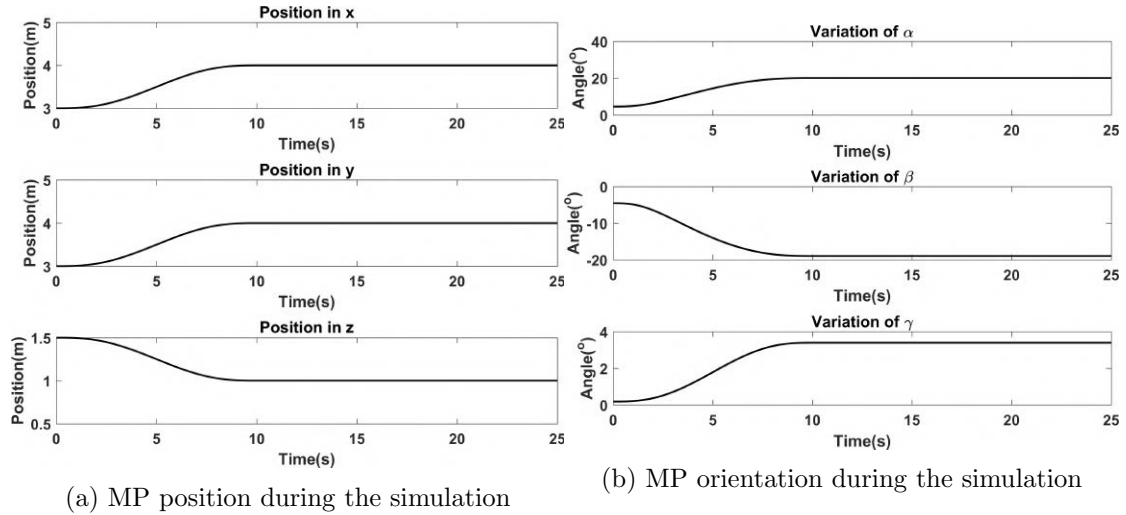 Position in x
Position(m)
5
4
3
0 5 10 15 20 25
Time(s)
Position in y
Position(m)
5
4
3
0 5 10 15 20 25
Time(s)
Position in z
Position(m)
1.5
1
0.5
0 5 10 15 20 25
Time(s)
(a) MP position during the simulation
Variation of α
Angle(°)
40
20
0
0 5 10 15 20 25
Time(s)
Variation of β
Angle(°)
0
-10
-20
0 5 10 15 20 25
Time(s)
Variation of γ
Angle(°)
4
2
0
0 5 10 15 20 25
Time(s)
(b) MP orientation during the simulation